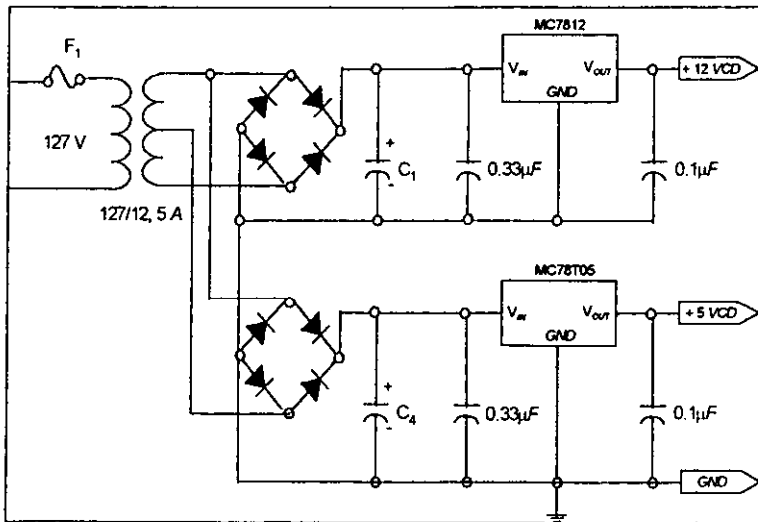 F1
127 V
127/12, 5 A
MC7812
VIN
VOUT
GND
+ 12 VCD
+
-
C1
0.33µF
0.1µF
MC78T05
VIN
VOUT
GND
+ 5 VCD
+
-
C4
0.33µF
0.1µF
GND